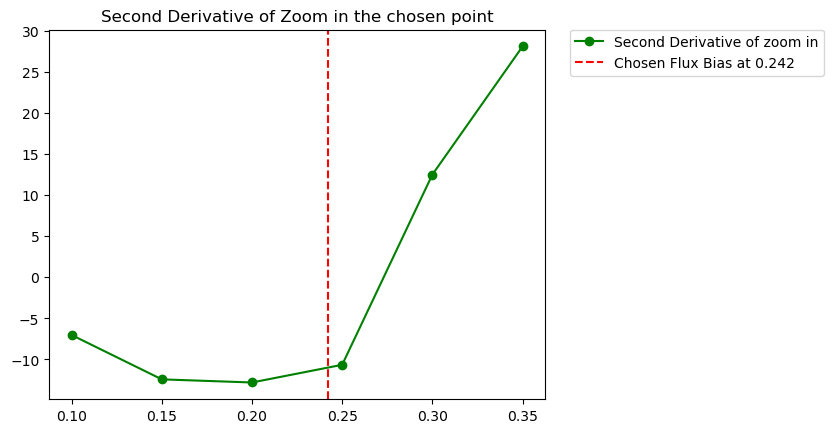 Second Derivative of Zoom in the chosen point
30
25
20
15
10
5
0
−5
−10
0.10 0.15 0.20 0.25 0.30 0.35
Second Derivative of zoom in
Chosen Flux Bias at 0.242